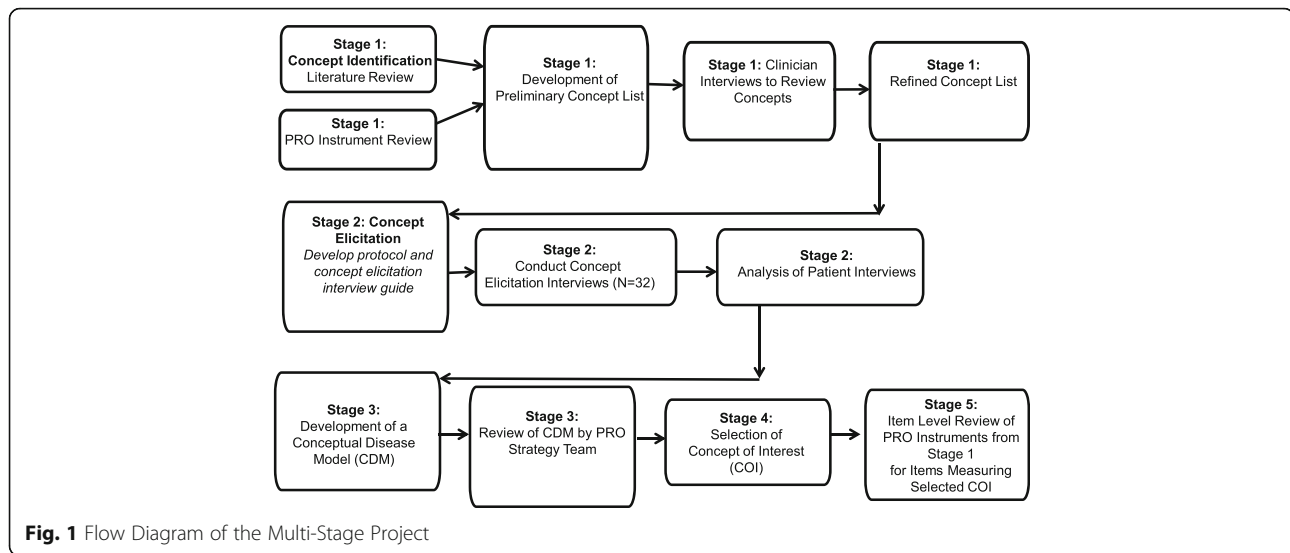 Stage 1:
Concept Identification
Literature Review
Stage 1:
PRO Instrument Review
Stage 1:
Development of
Preliminary Concept List
Stage 1: Clinician
Interviews to Review
Concepts
Stage 1:
Refined Concept List
Stage 2: Concept
Elicitation
Develop protocol and
concept elicitation
interview guide
Stage 2:
Conduct Concept
Elicitation Interviews (N=32)
Stage 2:
Analysis of Patient Interviews
Stage 3:
Development of a
Conceptual Disease
Model (CDM)
Stage 3:
Review of CDM by PRO
Strategy Team
Stage 4:
Selection of
Concept of Interest
(COI)
Stage 5:
Item Level Review of
PRO Instruments from
Stage 1
for Items Measuring
Selected COI
Fig. 1 Flow Diagram of the Multi-Stage Project